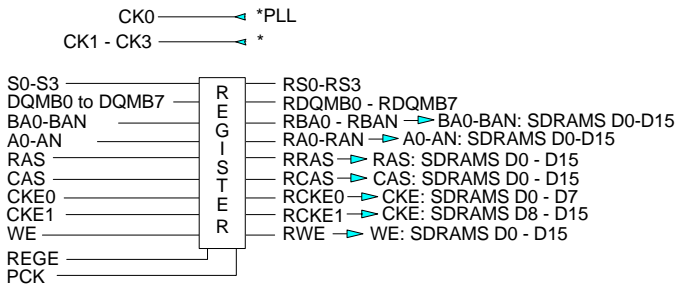 CK0 *PLL
CK1 - CK3 *
S0-S3 RS0-RS3
DQMB0 to DQMB7 RDQMB0 - RDQMB7
BA0-BAN RBA0 - RBAN BA0-BAN: SDRAMS D0-D15
A0-AN RA0-RAN A0-AN: SDRAMS D0-D15
RAS RRAS RAS: SDRAMS D0 - D15
CAS RCAS CAS: SDRAMS D0 - D15
CKE0 RCKE0 CKE: SDRAMS D0 - D7
CKE1 RCKE1 CKE: SDRAMS D8 - D15
WE RWE WE: SDRAMS D0 - D15
REGISTER
REGE
PCK